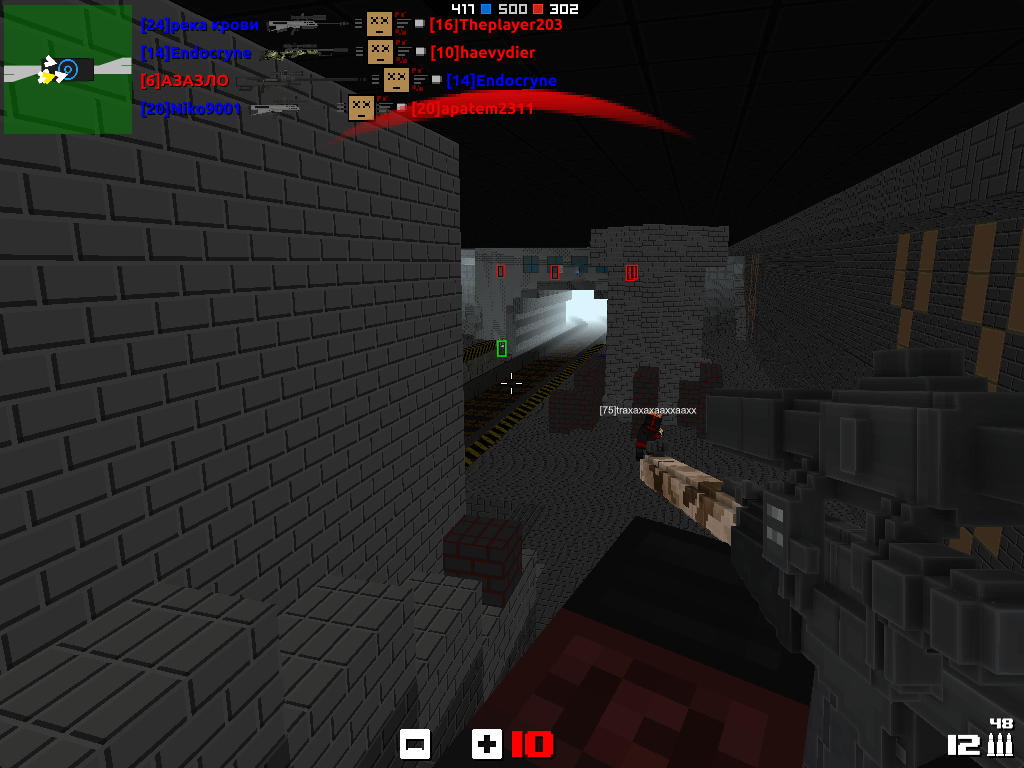 411 500 302
[24]река крови [16]Theplayer203
[14]Endocryne [10]haevydier
[6]АЗАЗЛО [14]Endocryne
[20]Niko9001 [20]apatem2311
[75]traxaxaxaaxxaaxx
48
10 12